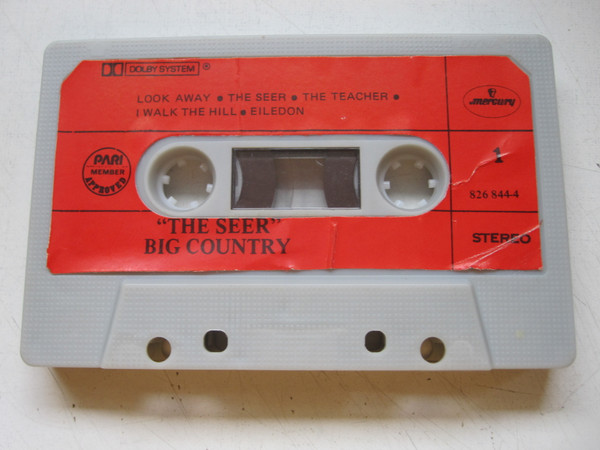 DOLBY SYSTEM ®
LOOK AWAY ● THE SEER ● THE TEACHER ●
I WALK THE HILL ● EILEDON
mercury
PARI
MEMBER
APPROVED
1
826 844-4
"THE SEER"
BIG COUNTRY
STEREO